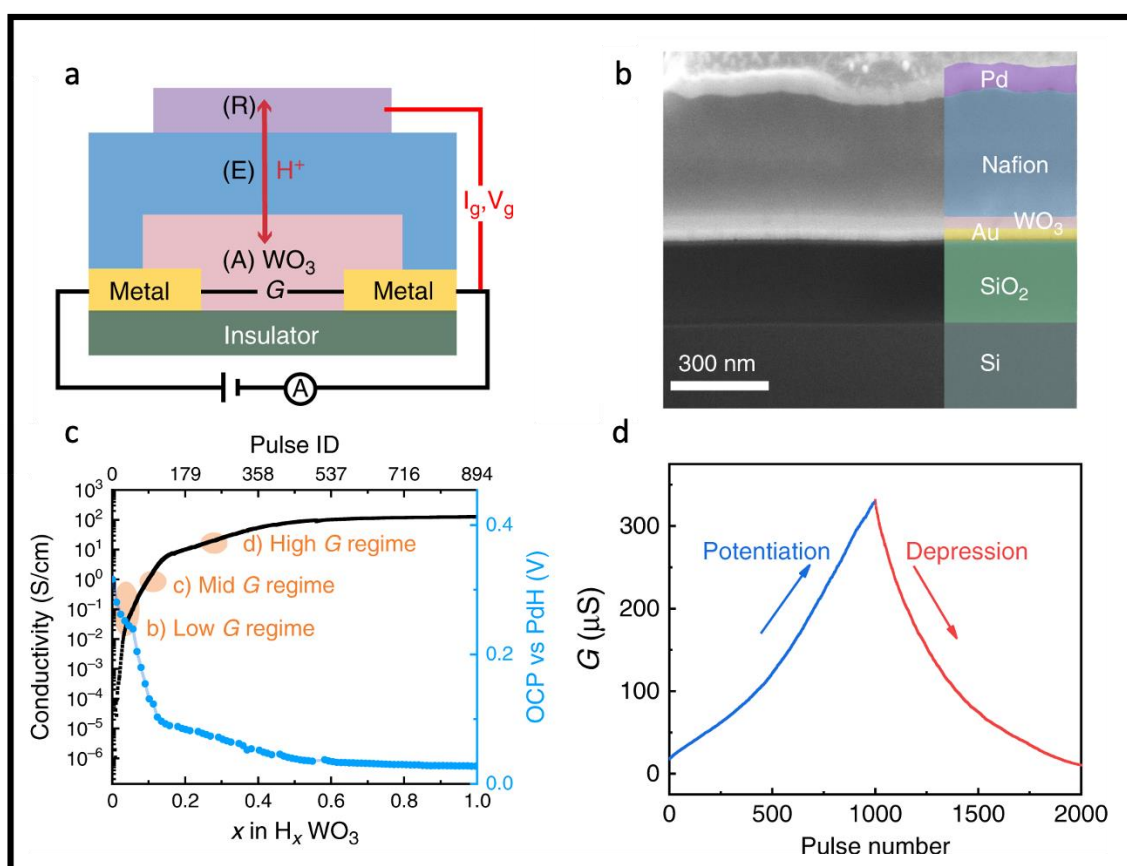 a
(R)
(E)
H⁺
I_g,V_g
(A) WO₃
Metal
G
Metal
Insulator
A
b
Pd
Nafion
WO₃
Au
SiO₂
Si
300 nm
c
Pulse ID
0 179 358 537 716 894
10³
10²
10¹
10⁰
10⁻¹
10⁻²
10⁻³
10⁻⁴
10⁻⁵
10⁻⁶
Conductivity (S/cm)
d) High G regime
c) Mid G regime
b) Low G regime
0.4
0.2
0.0
OCP vs PdH (V)
0 0.2 0.4 0.6 0.8 1.0
x in HₓWO₃
d
300
200
100
0
G (μS)
Potentiation
Depression
0 500 1000 1500 2000
Pulse number